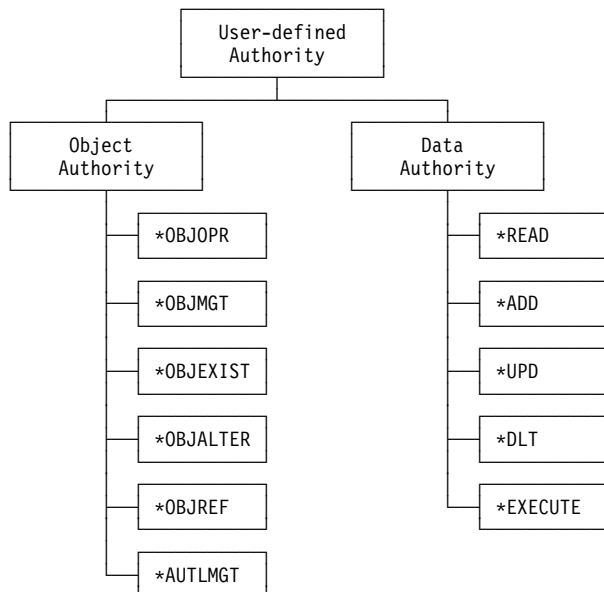 User-defined
Authority
Object
Authority
Data
Authority
*OBJOPR
*OBJMGT
*OBJEXIST
*OBJALTER
*OBJREF
*AUTLMGT
*READ
*ADD
*UPD
*DLT
*EXECUTE